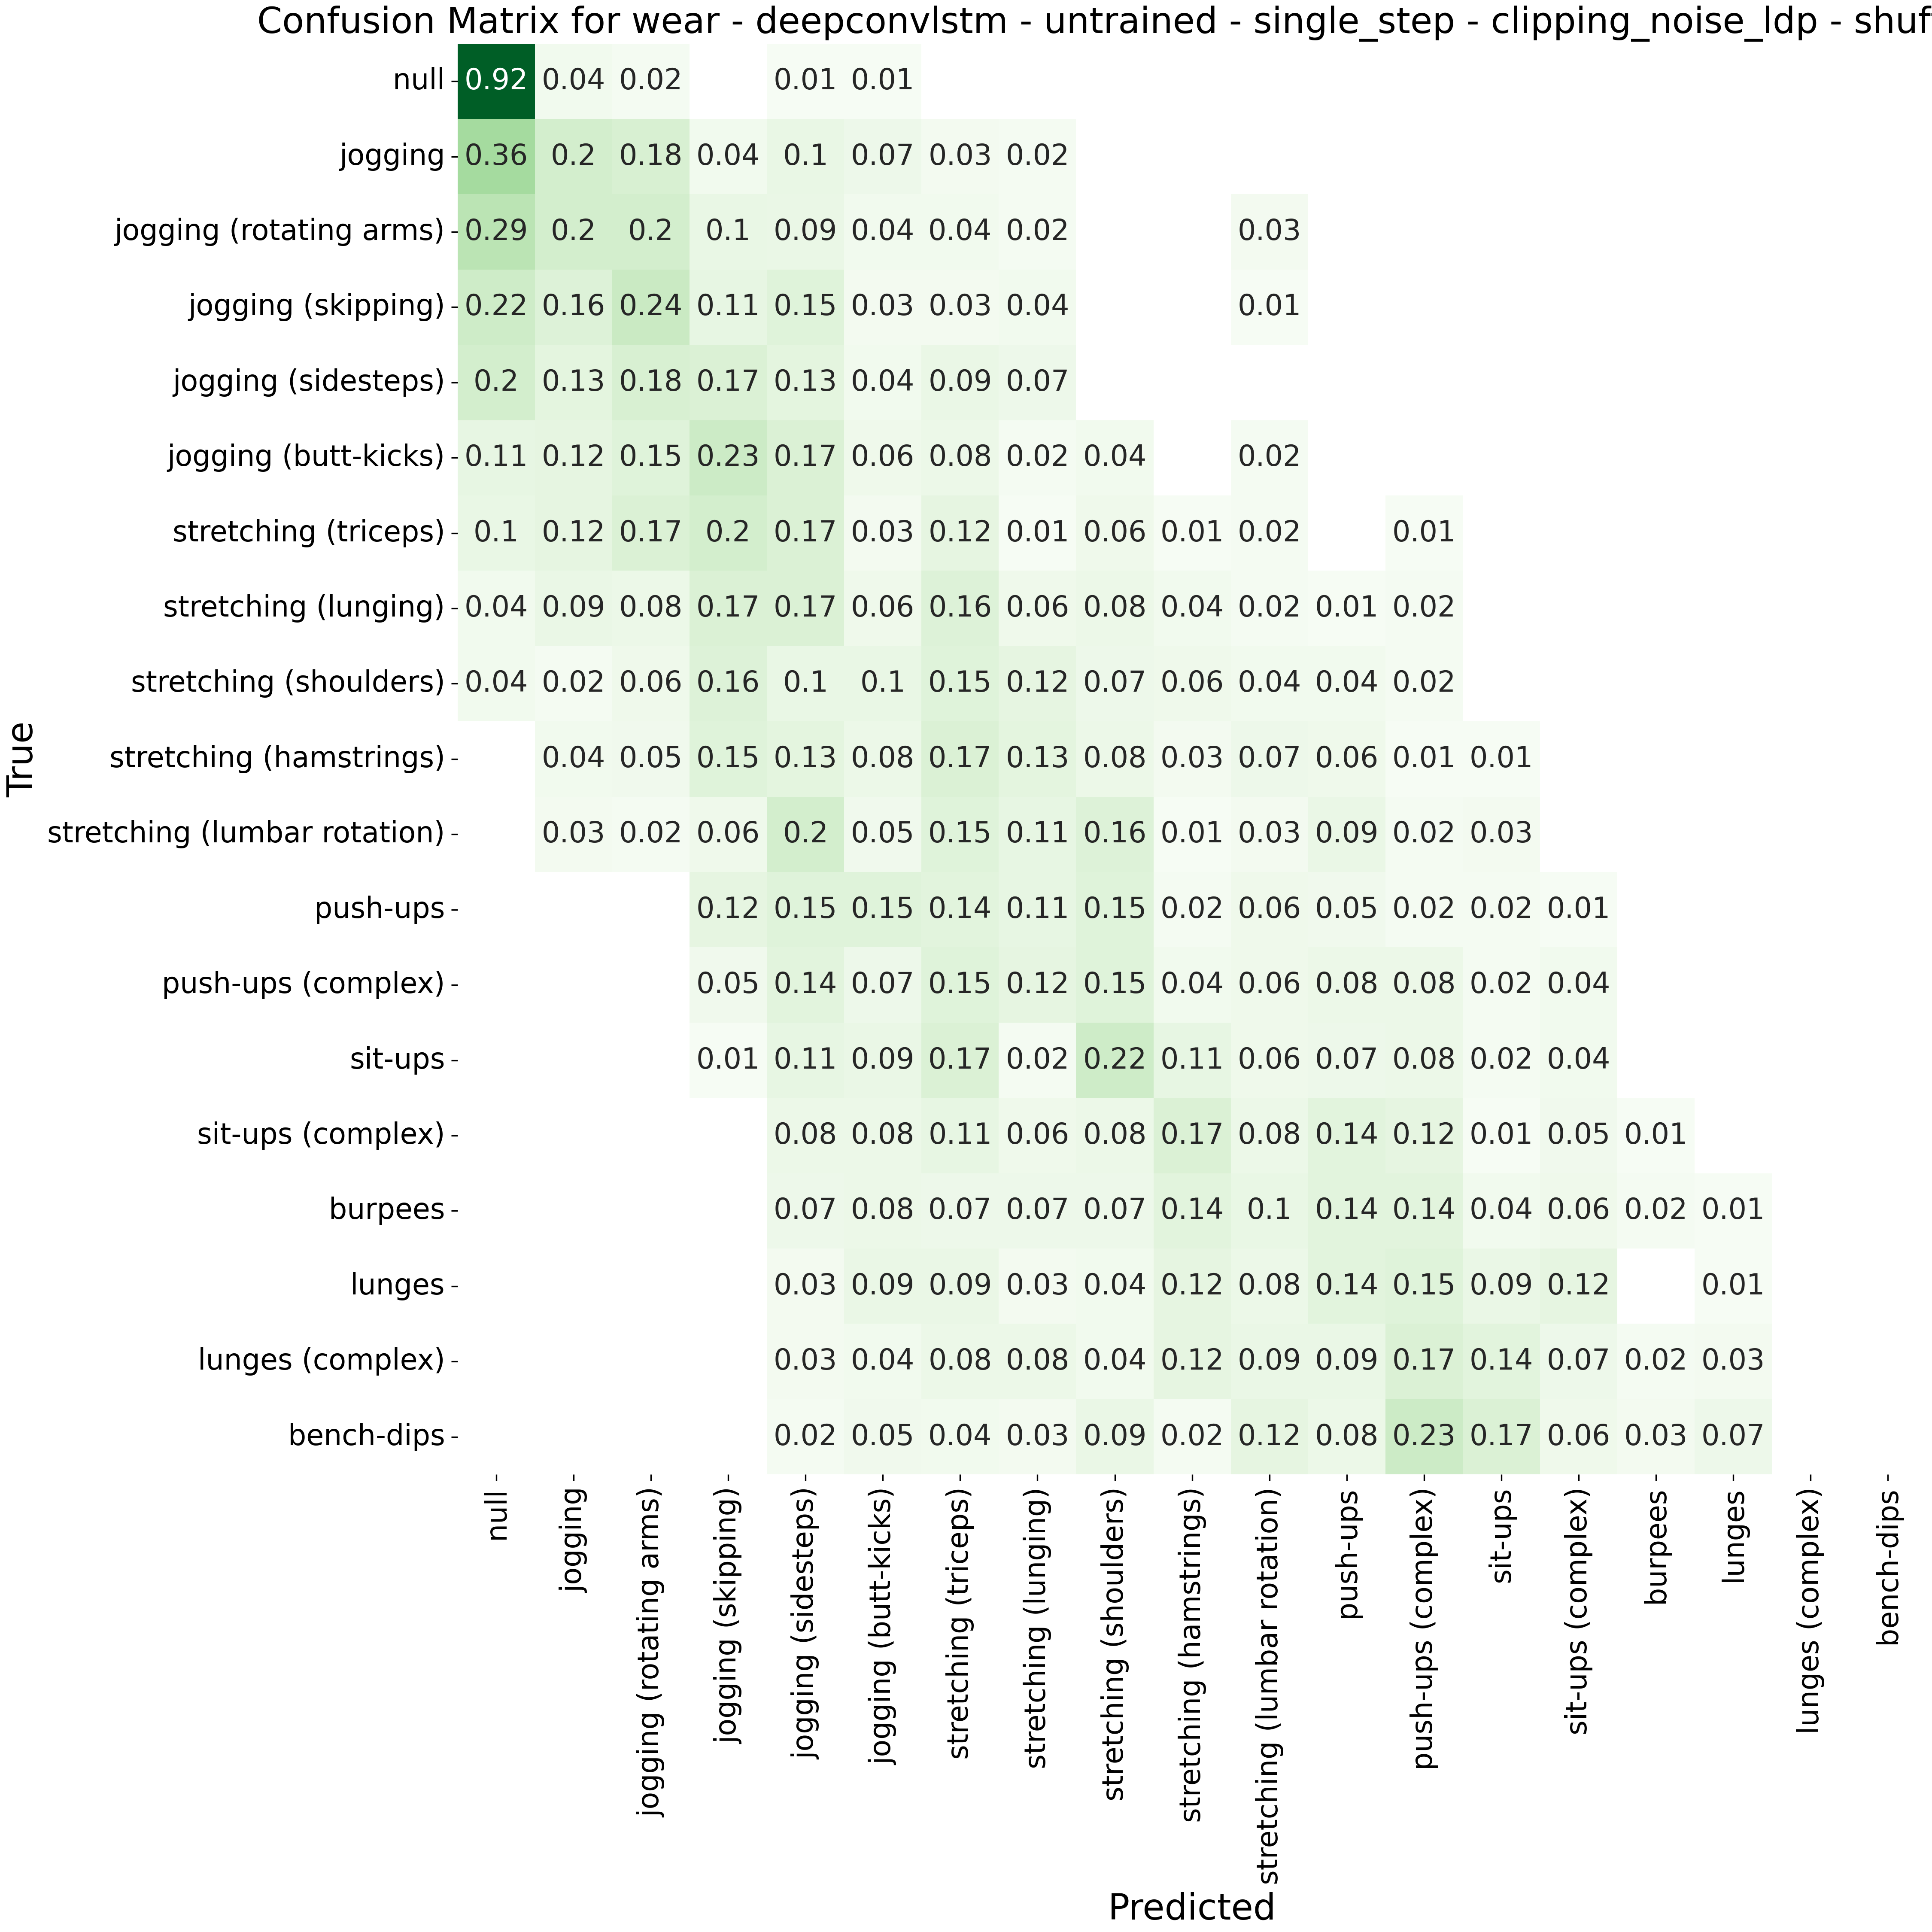 Confusion Matrix for wear - deepconvlstm - untrained - single_step - clipping_noise_ldp -
null 0.92 0.04 0.02 0.01 0.01
jogging 0.36 0.2 0.18 0.04 0.1 0.07 0.03 0.02
jogging (rotating arms) 0.29 0.2 0.2 0.1 0.09 0.04 0.04 0.02 0.03
jogging (skipping) 0.22 0.16 0.24 0.11 0.15 0.03 0.03 0.04 0.01
jogging (sidesteps) 0.2 0.13 0.18 0.17 0.13 0.04 0.09 0.07
jogging (butt-kicks) 0.11 0.12 0.15 0.23 0.17 0.06 0.08 0.02 0.04 0.02
stretching (triceps) 0.1 0.12 0.17 0.2 0.17 0.03 0.12 0.01 0.06 0.01 0.02 0.01
stretching (lunging) 0.04 0.09 0.08 0.17 0.17 0.06 0.16 0.06 0.08 0.04 0.02 0.01 0.02
stretching (shoulders) 0.04 0.02 0.06 0.16 0.1 0.1 0.15 0.12 0.07 0.06 0.04 0.04 0.02
stretching (hamstrings) 0.04 0.05 0.15 0.13 0.08 0.17 0.13 0.08 0.03 0.07 0.06 0.01 0.01
stretching (lumbar rotation) 0.03 0.02 0.06 0.2 0.05 0.15 0.11 0.16 0.01 0.03 0.09 0.02 0.03
push-ups 0.12 0.15 0.15 0.14 0.11 0.15 0.02 0.06 0.05 0.02 0.02 0.01
push-ups (complex) 0.05 0.14 0.07 0.15 0.12 0.15 0.04 0.06 0.08 0.08 0.02 0.04
sit-ups 0.01 0.11 0.09 0.17 0.02 0.22 0.11 0.06 0.07 0.08 0.02 0.04
sit-ups (complex) 0.08 0.08 0.11 0.06 0.08 0.17 0.08 0.14 0.12 0.01 0.05 0.01
burpees 0.07 0.08 0.07 0.07 0.07 0.14 0.1 0.14 0.14 0.04 0.06 0.02 0.01
lunges 0.03 0.09 0.09 0.03 0.04 0.12 0.08 0.14 0.15 0.09 0.12 0.01
lunges (complex) 0.03 0.04 0.08 0.08 0.04 0.12 0.09 0.09 0.17 0.14 0.07 0.02 0.03
bench-dips 0.02 0.05 0.04 0.03 0.09 0.02 0.12 0.08 0.23 0.17 0.06 0.03 0.07
True
null
jogging
jogging (rotating arms)
jogging (skipping)
jogging (sidesteps)
jogging (butt-kicks)
stretching (triceps)
stretching (lunging)
stretching (shoulders)
stretching (hamstrings)
stretching (lumbar rotation)
push-ups
push-ups (complex)
sit-ups
sit-ups (complex)
burpees
lunges
lunges (complex)
bench-dips
Predicted